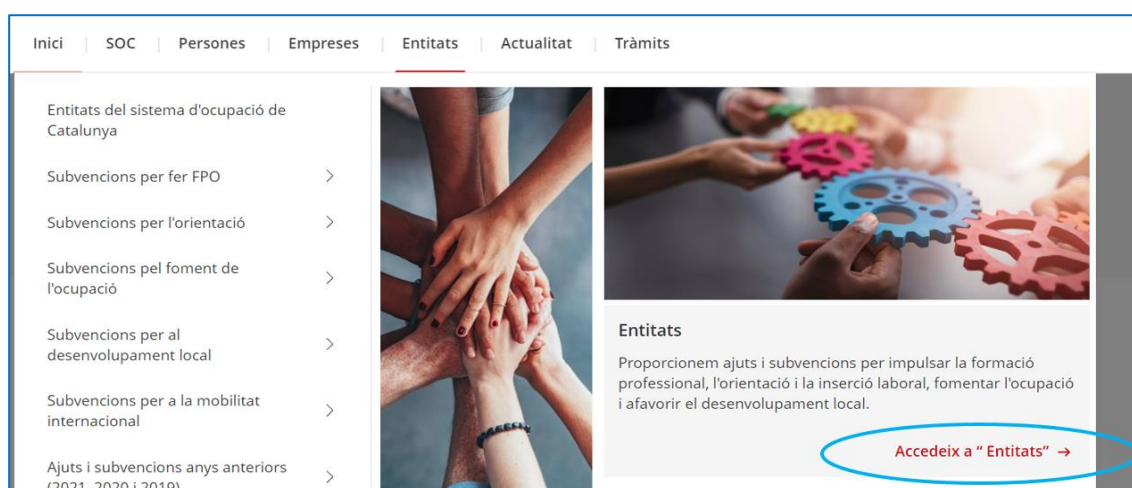 Inici SOC Persones Empreses Entitats Actualitat Tràmits
Entitats del sistema d'ocupació de
Catalunya
Subvencions per fer FPO
Subvencions per l'orientació
Subvencions pel foment de
l'ocupació
Subvencions per al
desenvolupament local
Subvencions per a la mobilitat
internacional
Ajuts i subvencions anys anteriors
(2021, 2020 i 2019)
Entitats
Proporcionem ajuts i subvencions per impulsar la formació
professional, l'orientació i la inserció laboral, fomentar l'ocupació
i afavorir el desenvolupament local.
Accedeix a “ Entitats” →